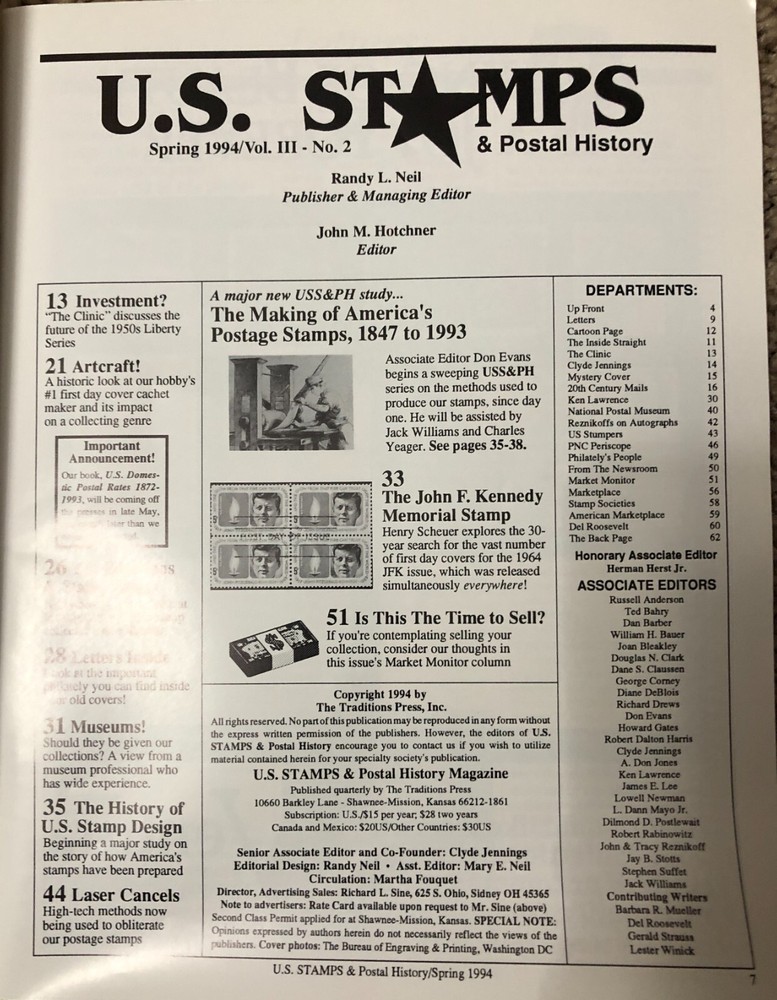 U.S. STAMPS
Spring 1994/Vol. III - No. 2
& Postal History
Randy L. Neil
Publisher & Managing Editor
John M. Hotchner
Editor
13 Investment?
"The Clinic" discusses the
future of the 1950s Liberty
Series
21 Artcraft!
A historic look at our hobby's
#1 first day cover cachet
maker and its impact
on a collecting genre
Important
Announcement!
Our book, U.S. Domes-
tic Postal Rates 1872-
1993, will be coming off
the presses in late May,
later than we
26
28 Letters Inside
Look at the important
you can find inside
old covers!
31 Museums!
Should they be given our
collections? A view from a
museum professional who
has wide experience.
35 The History of
U.S. Stamp Design
Beginning a major study on
the story of how America's
stamps have been prepared
44 Laser Cancels
High-tech methods now
being used to obliterate
our postage stamps
A major new USS&PH study...
The Making of America's
Postage Stamps, 1847 to 1993
Associate Editor Don Evans
begins a sweeping USS&PH
series on the methods used to
produce our stamps, since day
one. He will be assisted by
Jack Williams and Charles
Yeager. See pages 35-38.
33
The John F. Kennedy
Memorial Stamp
Henry Scheuer explores the 30-
year search for the vast number
of first day covers for the 1964
JFK issue, which was released
simultaneously everywhere!
51 Is This The Time to Sell?
If you're contemplating selling your
collection, consider our thoughts in
this issue's Market Monitor column
Copyright 1994 by
The Traditions Press, Inc.
All rights reserved. No part of this publication may be reproduced in any form without
the express written permission of the publishers. However, the editors of U.S.
STAMPS & Postal History encourage you to contact us if you wish to utilize
material contained herein for your specialty society's publication.
U.S. STAMPS & Postal History Magazine
Published quarterly by The Traditions Press
10660 Barkley Lane - Shawnee-Mission, Kansas 66212-1861
Subscription: U.S./$15 per year; $28 two years
Canada and Mexico: $20US/Other Countries: $30US
Senior Associate Editor and Co-Founder: Clyde Jennings
Editorial Design: Randy Neil • Asst. Editor: Mary E. Neil
Circulation: Martha Fouquet
Director, Advertising Sales: Richard L. Sine, 625 S. Ohio, Sidney OH 45365
Note to advertisers: Rate Card available upon request to Mr. Sine (above)
Second Class Permit applied for at Shawnee-Mission, Kansas. SPECIAL NOTE:
Opinions expressed by authors herein do not necessarily reflect the views of the
publishers. Cover photos: The Bureau of Engraving & Printing, Washington DC
DEPARTMENTS:
Up Front 4
Letters 9
Cartoon Page 12
The Inside Straight 11
The Clinic 13
Clyde Jennings 14
Mystery Cover 15
20th Century Mails 16
Ken Lawrence 30
National Postal Museum 40
Reznikoffs on Autographs 42
US Stumpers 43
PNC Periscope 46
Philately's People 49
From The Newsroom 50
Market Monitor 51
Marketplace 56
Stamp Societies 58
American Marketplace 59
Del Roosevelt 60
The Back Page 62
Honorary Associate Editor
Herman Herst Jr.
ASSOCIATE EDITORS
Russell Anderson
Ted Bahry
Dan Barber
William H. Bauer
Joan Bleakley
Douglas N. Clark
Dane S. Claussen
George Corney
Diane DeBlois
Richard Drews
Don Evans
Howard Gates
Robert Dalton Harris
Clyde Jennings
A. Don Jones
Ken Lawrence
James E. Lee
Lowell Newman
L. Dann Mayo Jr.
Dilmond D. Postlewait
Robert Rabinowitz
John & Tracy Reznikoff
Jay B. Stotts
Stephen Suffet
Jack Williams
Contributing Writers
Barbara R. Mueller
Del Roosevelt
Gerald Strauss
Lester Winick
U.S. STAMPS & Postal History/Spring 1994
7